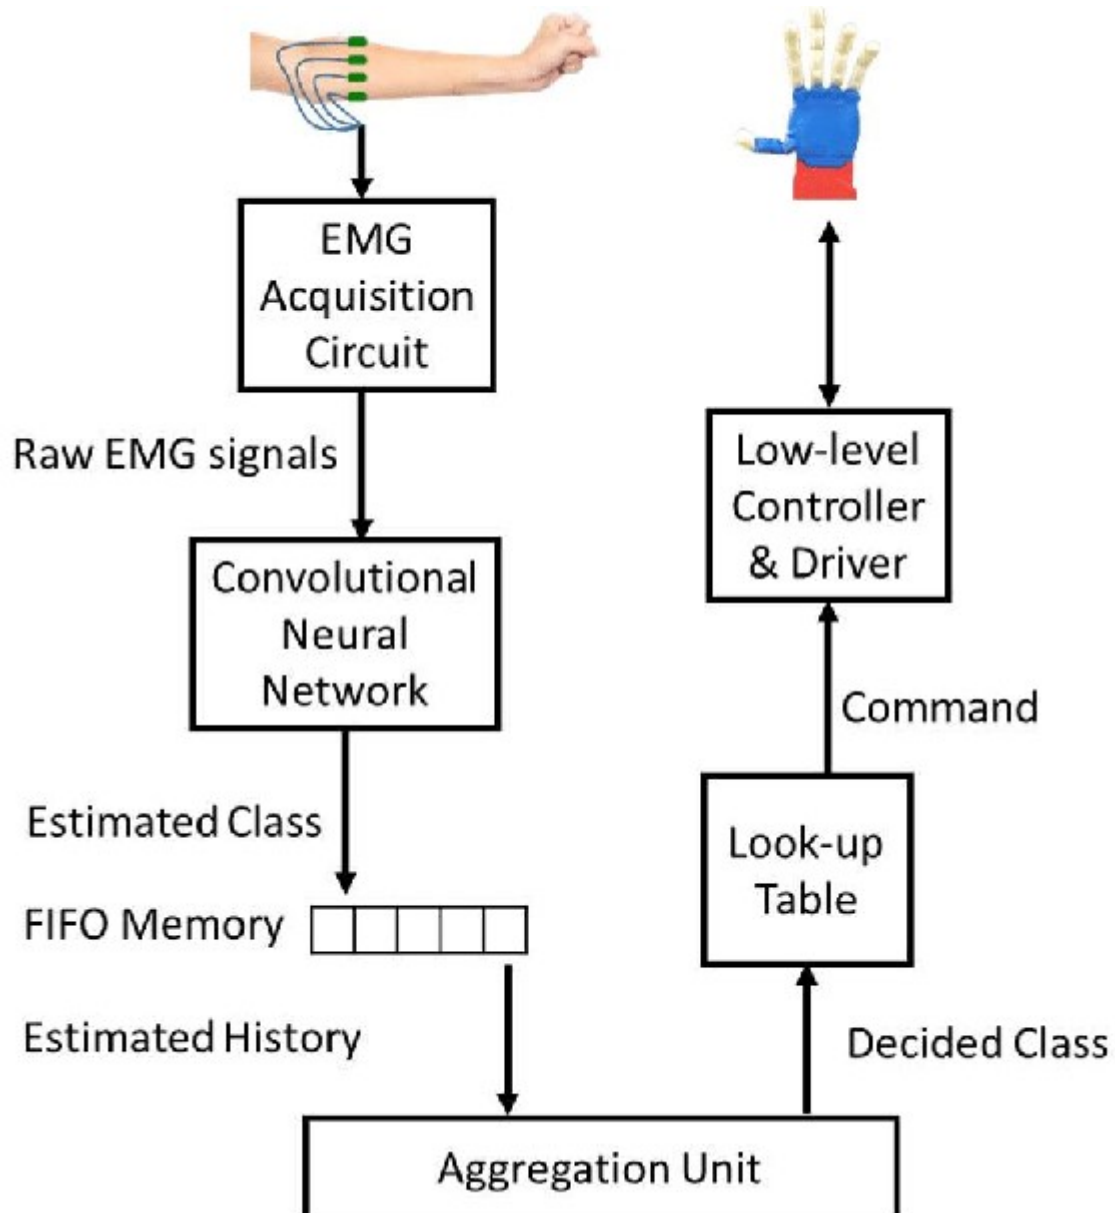 EMG
Acquisition
Circuit
Raw EMG signals
Convolutional
Neural
Network
Estimated Class
FIFO Memory
Estimated History
Aggregation Unit
Decided Class
Look-up
Table
Command
Low-level
Controller
& Driver